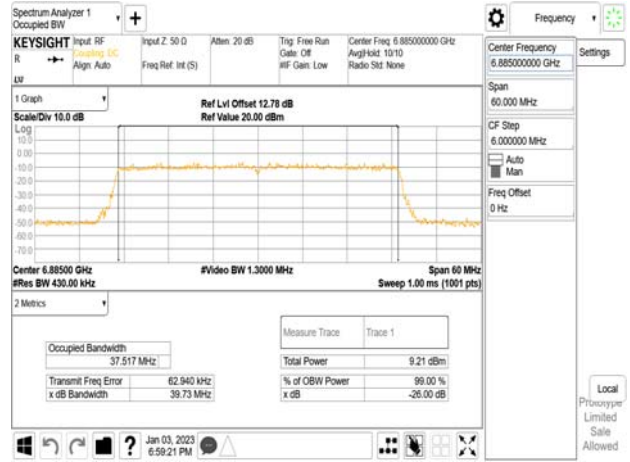 Spectrum Analyzer 1
Occupied BW
Frequency
KEYSIGHT
R
Input: RF
Coupling: DC
Align: Auto
Input Z: 50 Ω
Freq Ref: Int (S)
Atten: 20 dB
Trig: Free Run
Gate: Off
#IF Gain: Low
Center Freq: 6.885000000 GHz
Avg|Hold: 10/10
Radio Std: None
Center Frequency
6.885000000 GHz
Settings
Span
60.000 MHz
CF Step
6.000000 MHz
Auto
Man
Freq Offset
0 Hz
1 Graph
Scale/Div 10.0 dB
Ref Lvl Offset 12.78 dB
Ref Value 20.00 dBm
Log
10.0
0.00
-10.0
-20.0
-30.0
-40.0
-50.0
-60.0
-70.0
Center 6.88500 GHz
#Res BW 430.00 kHz
#Video BW 1.3000 MHz
Span 60 MHz
Sweep 1.00 ms (1001 pts)
2 Metrics
Measure Trace
Trace 1
Occupied Bandwidth
37.517 MHz
Total Power
9.21 dBm
Transmit Freq Error
62.940 kHz
% of OBW Power
99.00 %
x dB Bandwidth
39.73 MHz
x dB
-26.00 dB
Local
Prototype
Limited
Sale
Allowed
?
Jan 03, 2023
6:59:21 PM